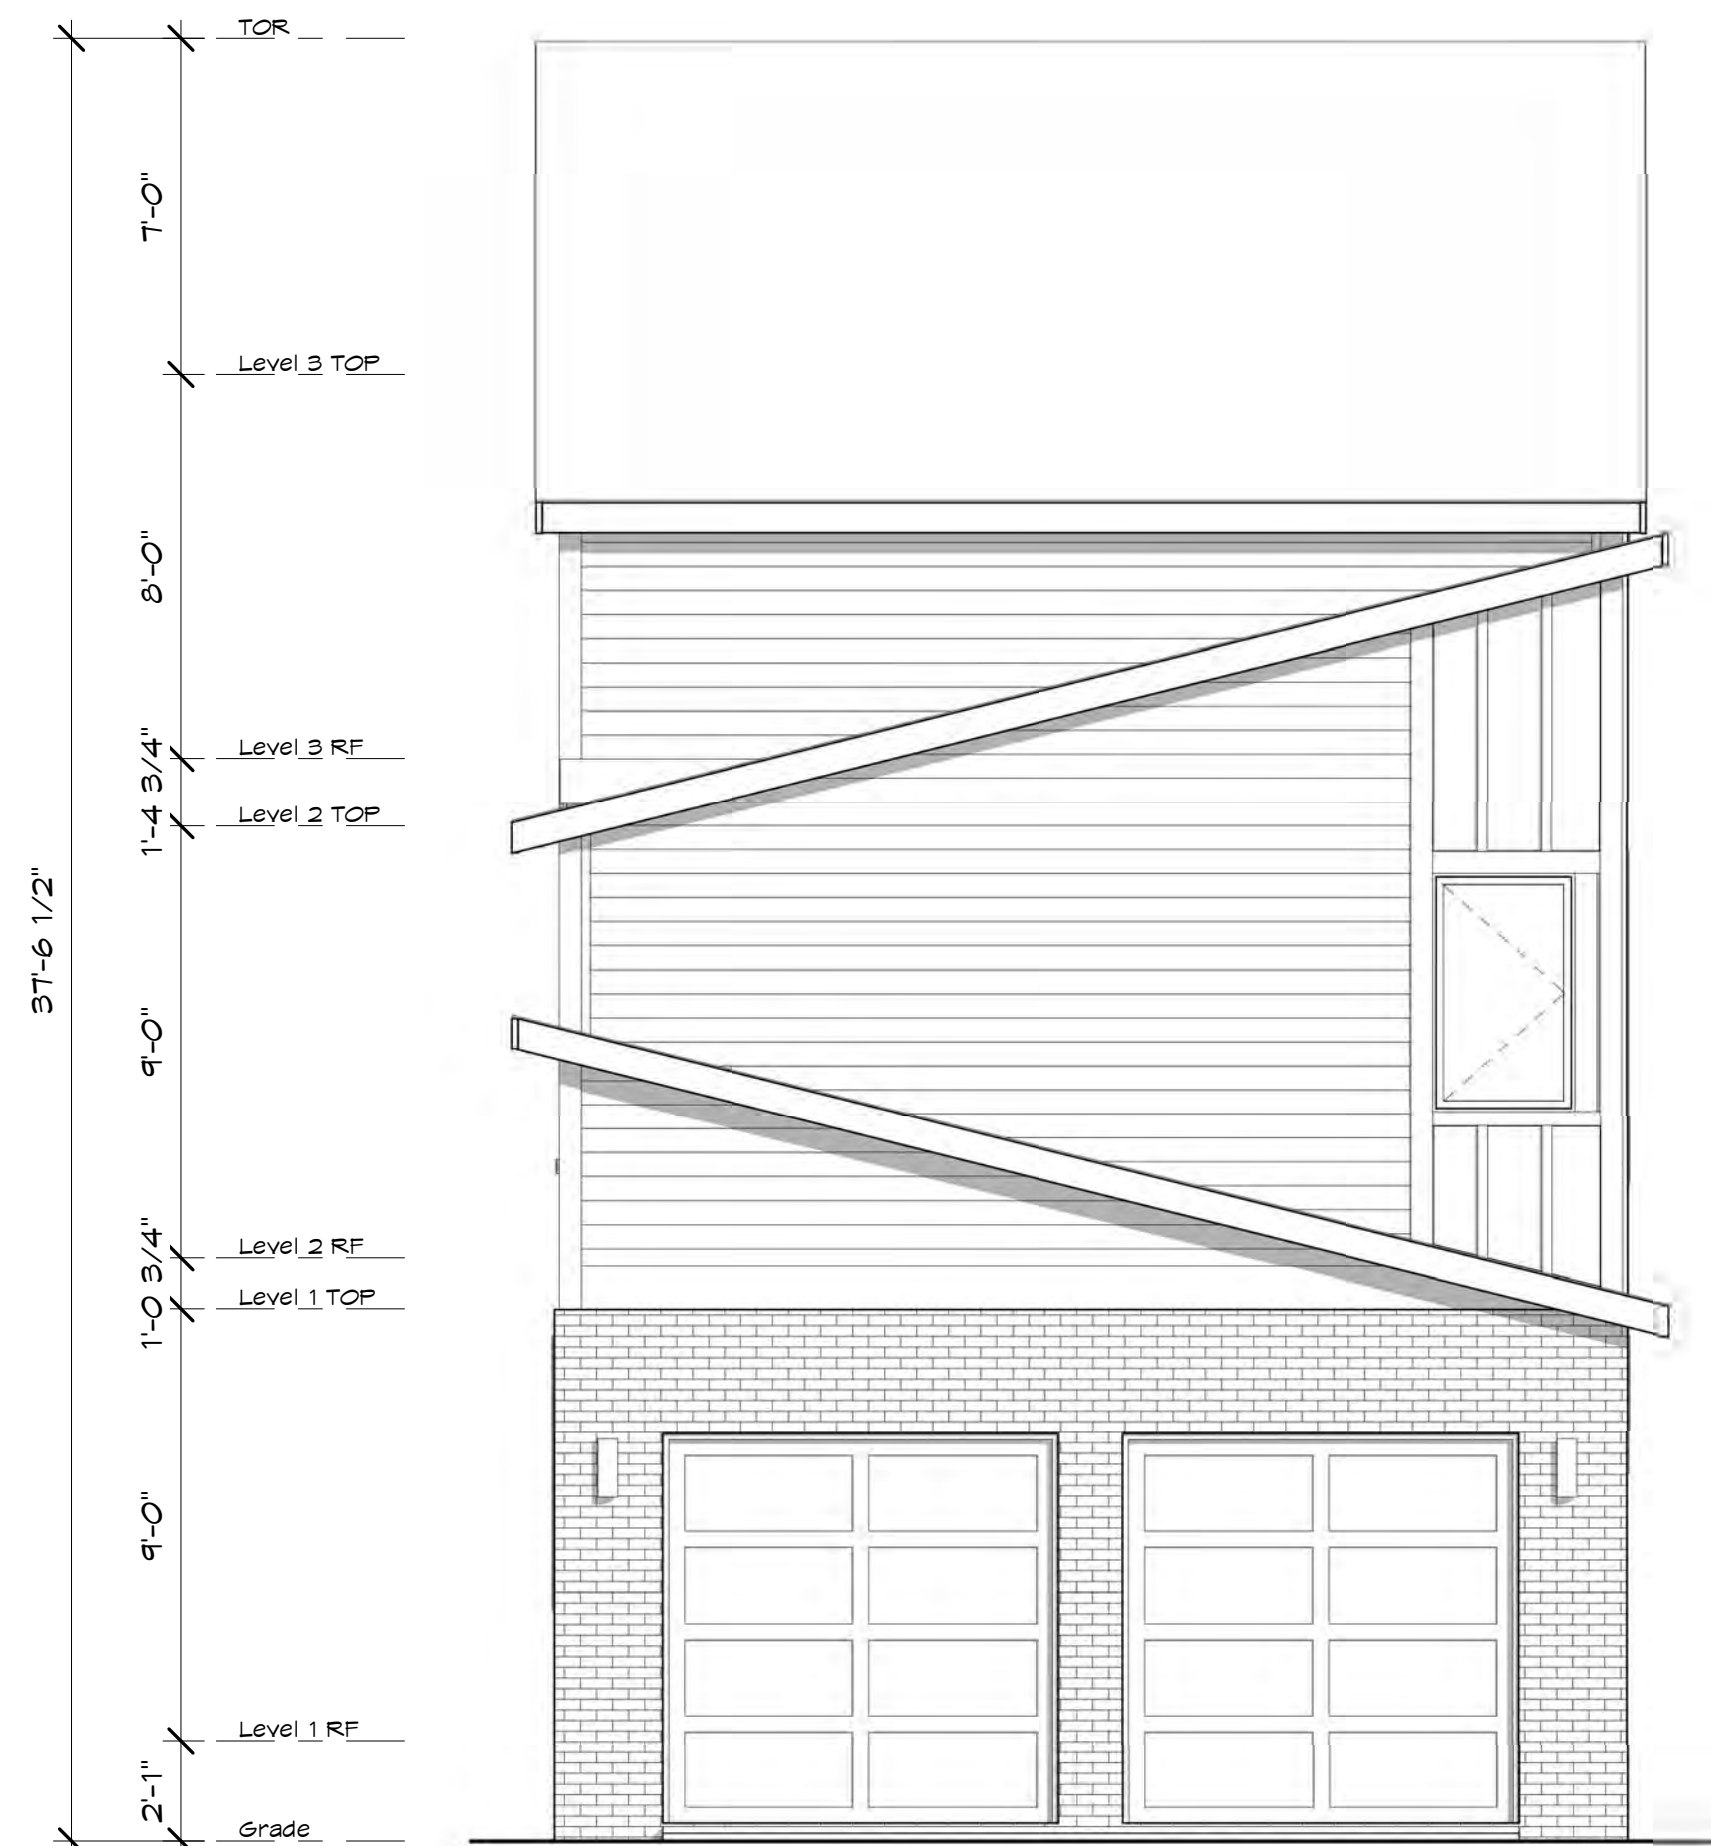 TOR
7'-0"
Level 3 TOP
8'-0"
Level 3 RF
1'-4 3/4"
Level 2 TOP
37'-6 1/2"
9'-0"
Level 2 RF
1'-0 3/4"
Level 1 TOP
9'-0"
Level 1 RF
2'-1"
Grade